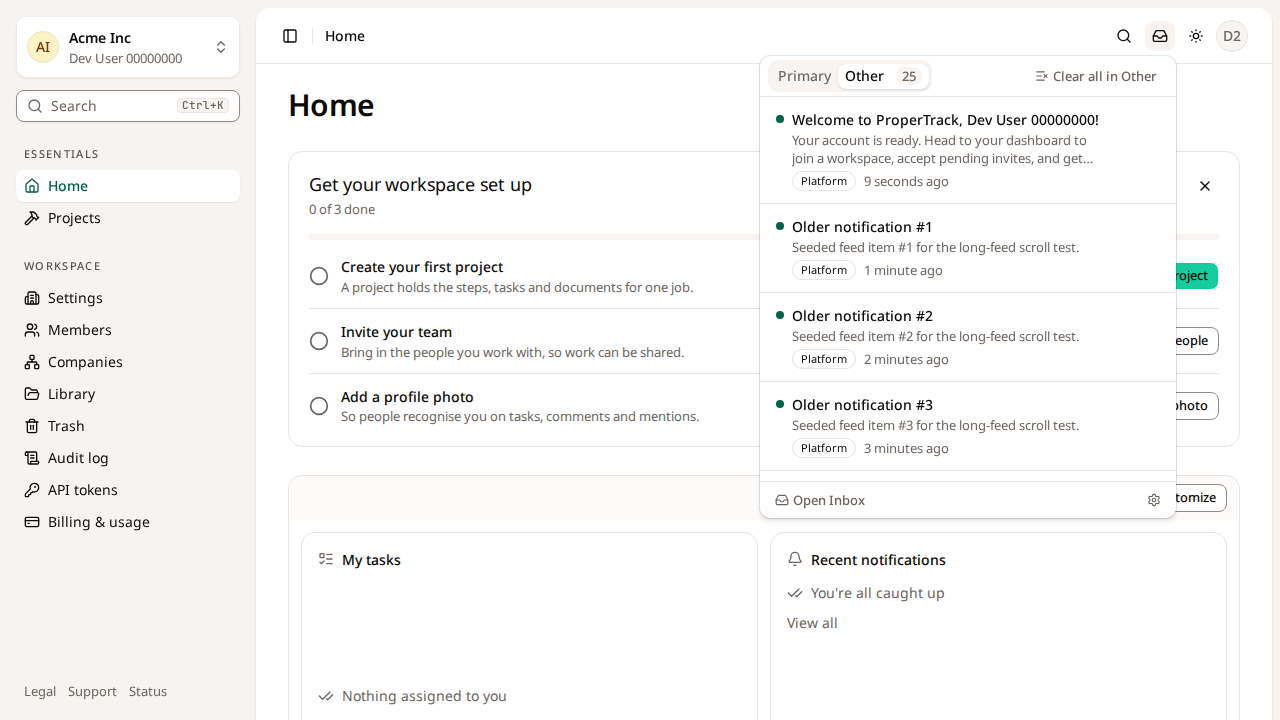 AI
Acme Inc
Dev User 00000000
Search
Ctrl+K
ESSENTIALS
Home
Projects
WORKSPACE
Settings
Members
Companies
Library
Trash
Audit log
API tokens
Billing & usage
Legal Support Status
Home
D2
Home
Get your workspace set up
0 of 3 done
Create your first project
A project holds the steps, tasks and documents for one job.
Invite your team
Bring in the people you work with, so work can be shared.
Add a profile photo
So people recognise you on tasks, comments and mentions.
Primary Other 25 Clear all in Other
Welcome to ProperTrack, Dev User 00000000!
Your account is ready. Head to your dashboard to
join a workspace, accept pending invites, and get…
Platform 9 seconds ago
Older notification #1
Seeded feed item #1 for the long-feed scroll test.
Platform 1 minute ago
Older notification #2
Seeded feed item #2 for the long-feed scroll test.
Platform 2 minutes ago
Older notification #3
Seeded feed item #3 for the long-feed scroll test.
Platform 3 minutes ago
Open Inbox
My tasks
Nothing assigned to you
Recent notifications
You're all caught up
View all